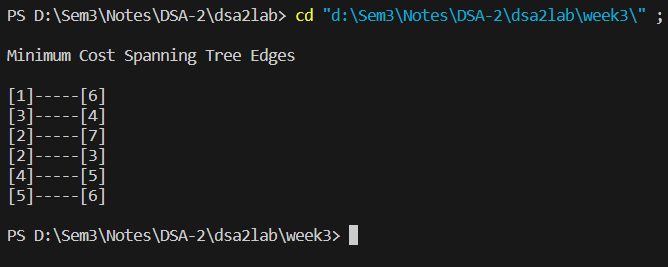 PS D:\Sem3\Notes\DSA-2\dsa2lab> cd "d:\Sem3\Notes\DSA-2\dsa2lab\week3\" ;
Minimum Cost Spanning Tree Edges
[1]-----[6]
[3]-----[4]
[2]-----[7]
[2]-----[3]
[4]-----[5]
[5]-----[6]
PS D:\Sem3\Notes\DSA-2\dsa2lab\week3>